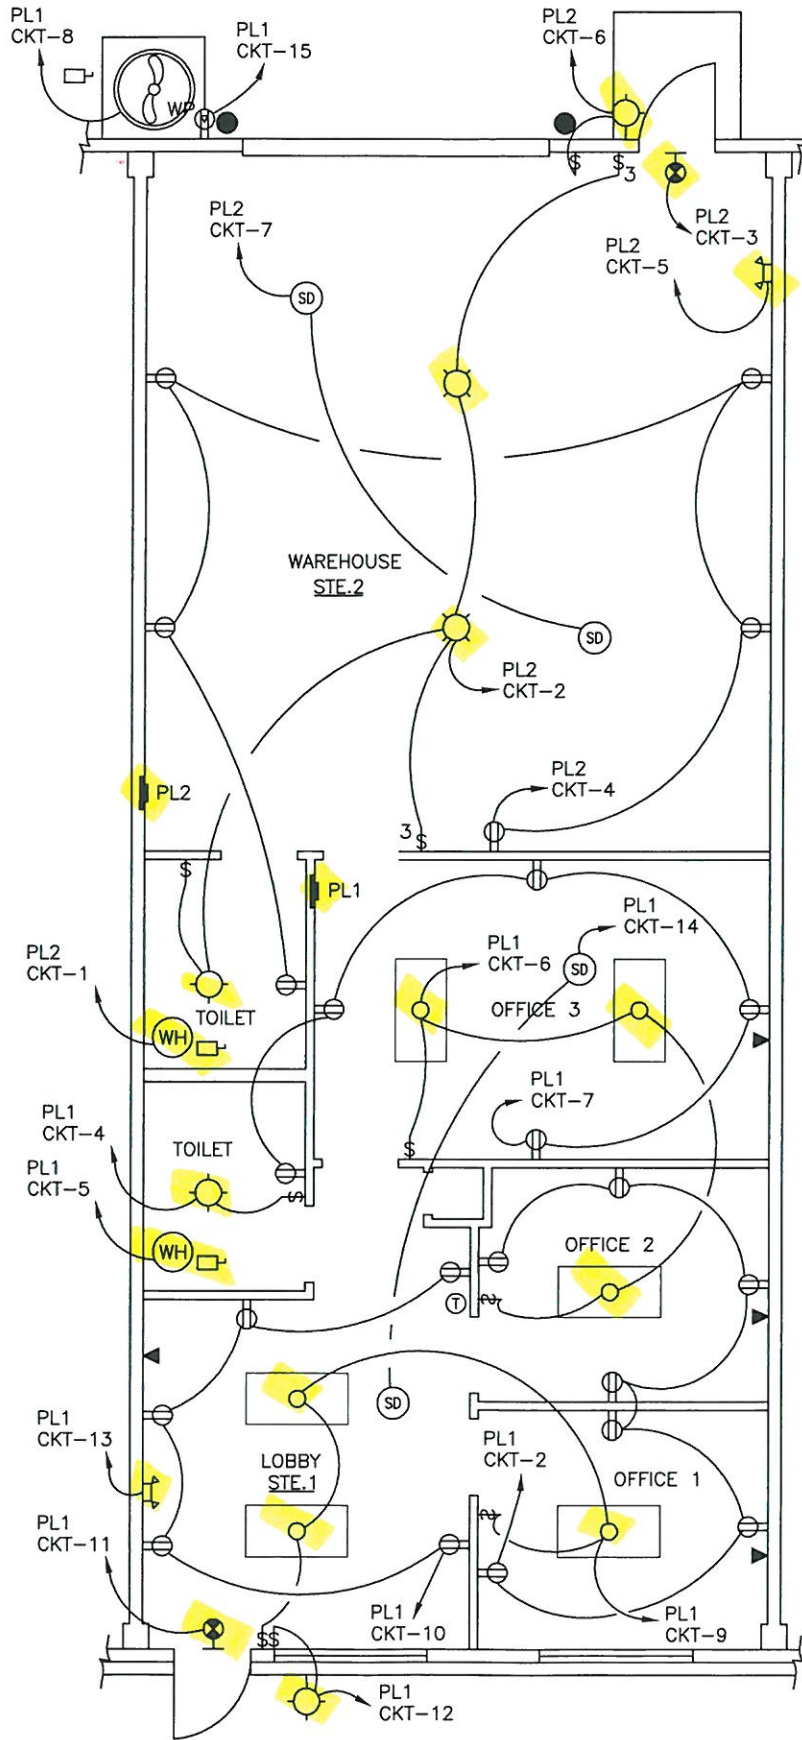 PL1
CKT-8
PL1
CKT-15
PL2
CKT-6
WP
$
$
3
PL2
CKT-3
PL2
CKT-7
PL2
CKT-5
SD
WAREHOUSE
STE.2
SD
PL2
CKT-2
PL2
PL2
CKT-4
3
$
$
PL1
PL1
CKT-14
PL2
CKT-1
PL1
CKT-6
SD
OFFICE 3
TOILET
WH
PL1
CKT-7
PL1
CKT-4
TOILET
$
$
PL1
CKT-5
WH
OFFICE 2
T
$
SD
PL1
CKT-13
LOBBY
STE.1
PL1
CKT-2
OFFICE 1
$
PL1
CKT-11
PL1
CKT-10
PL1
CKT-9
$$
PL1
CKT-12